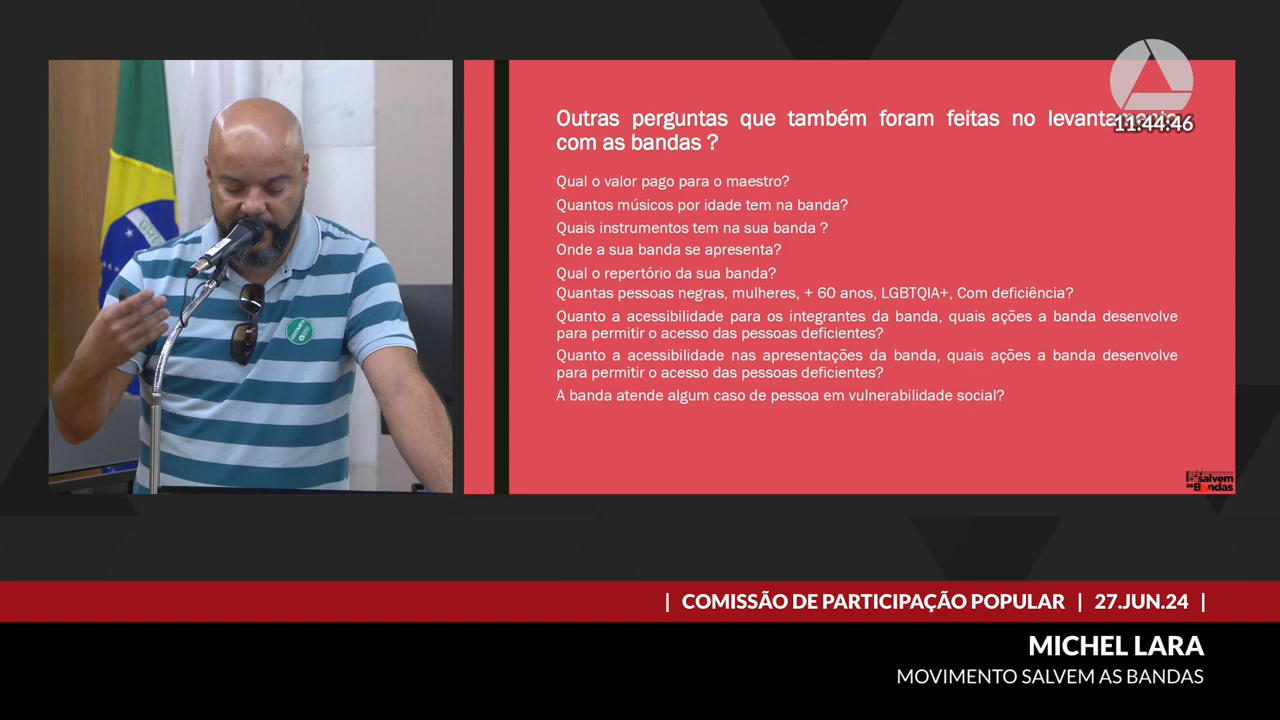 11:44:46
Outras perguntas que também foram feitas no
com as bandas ?
Qual o valor pago para o maestro?
Quantos músicos por idade tem na banda?
Quais instrumentos tem na sua banda ?
Onde a sua banda se apresenta?
Qual o repertório da sua banda?
Quantas pessoas negras, mulheres, + 60 anos, LGBTQIA+, Com deficiência?
Quanto a acessibilidade para os integrantes da banda, quais ações a banda desenvolve
para permitir o acesso das pessoas deficientes?
Quanto a acessibilidade nas apresentações da banda, quais ações a banda desenvolve
para permitir o acesso das pessoas deficientes?
A banda atende algum caso de pessoa em vulnerabilidade social?
salvem
as Bandas
| COMISSÃO DE PARTICIPAÇÃO POPULAR | 27.JUN.24 |
MICHEL LARA
MOVIMENTO SALVEM AS BANDAS